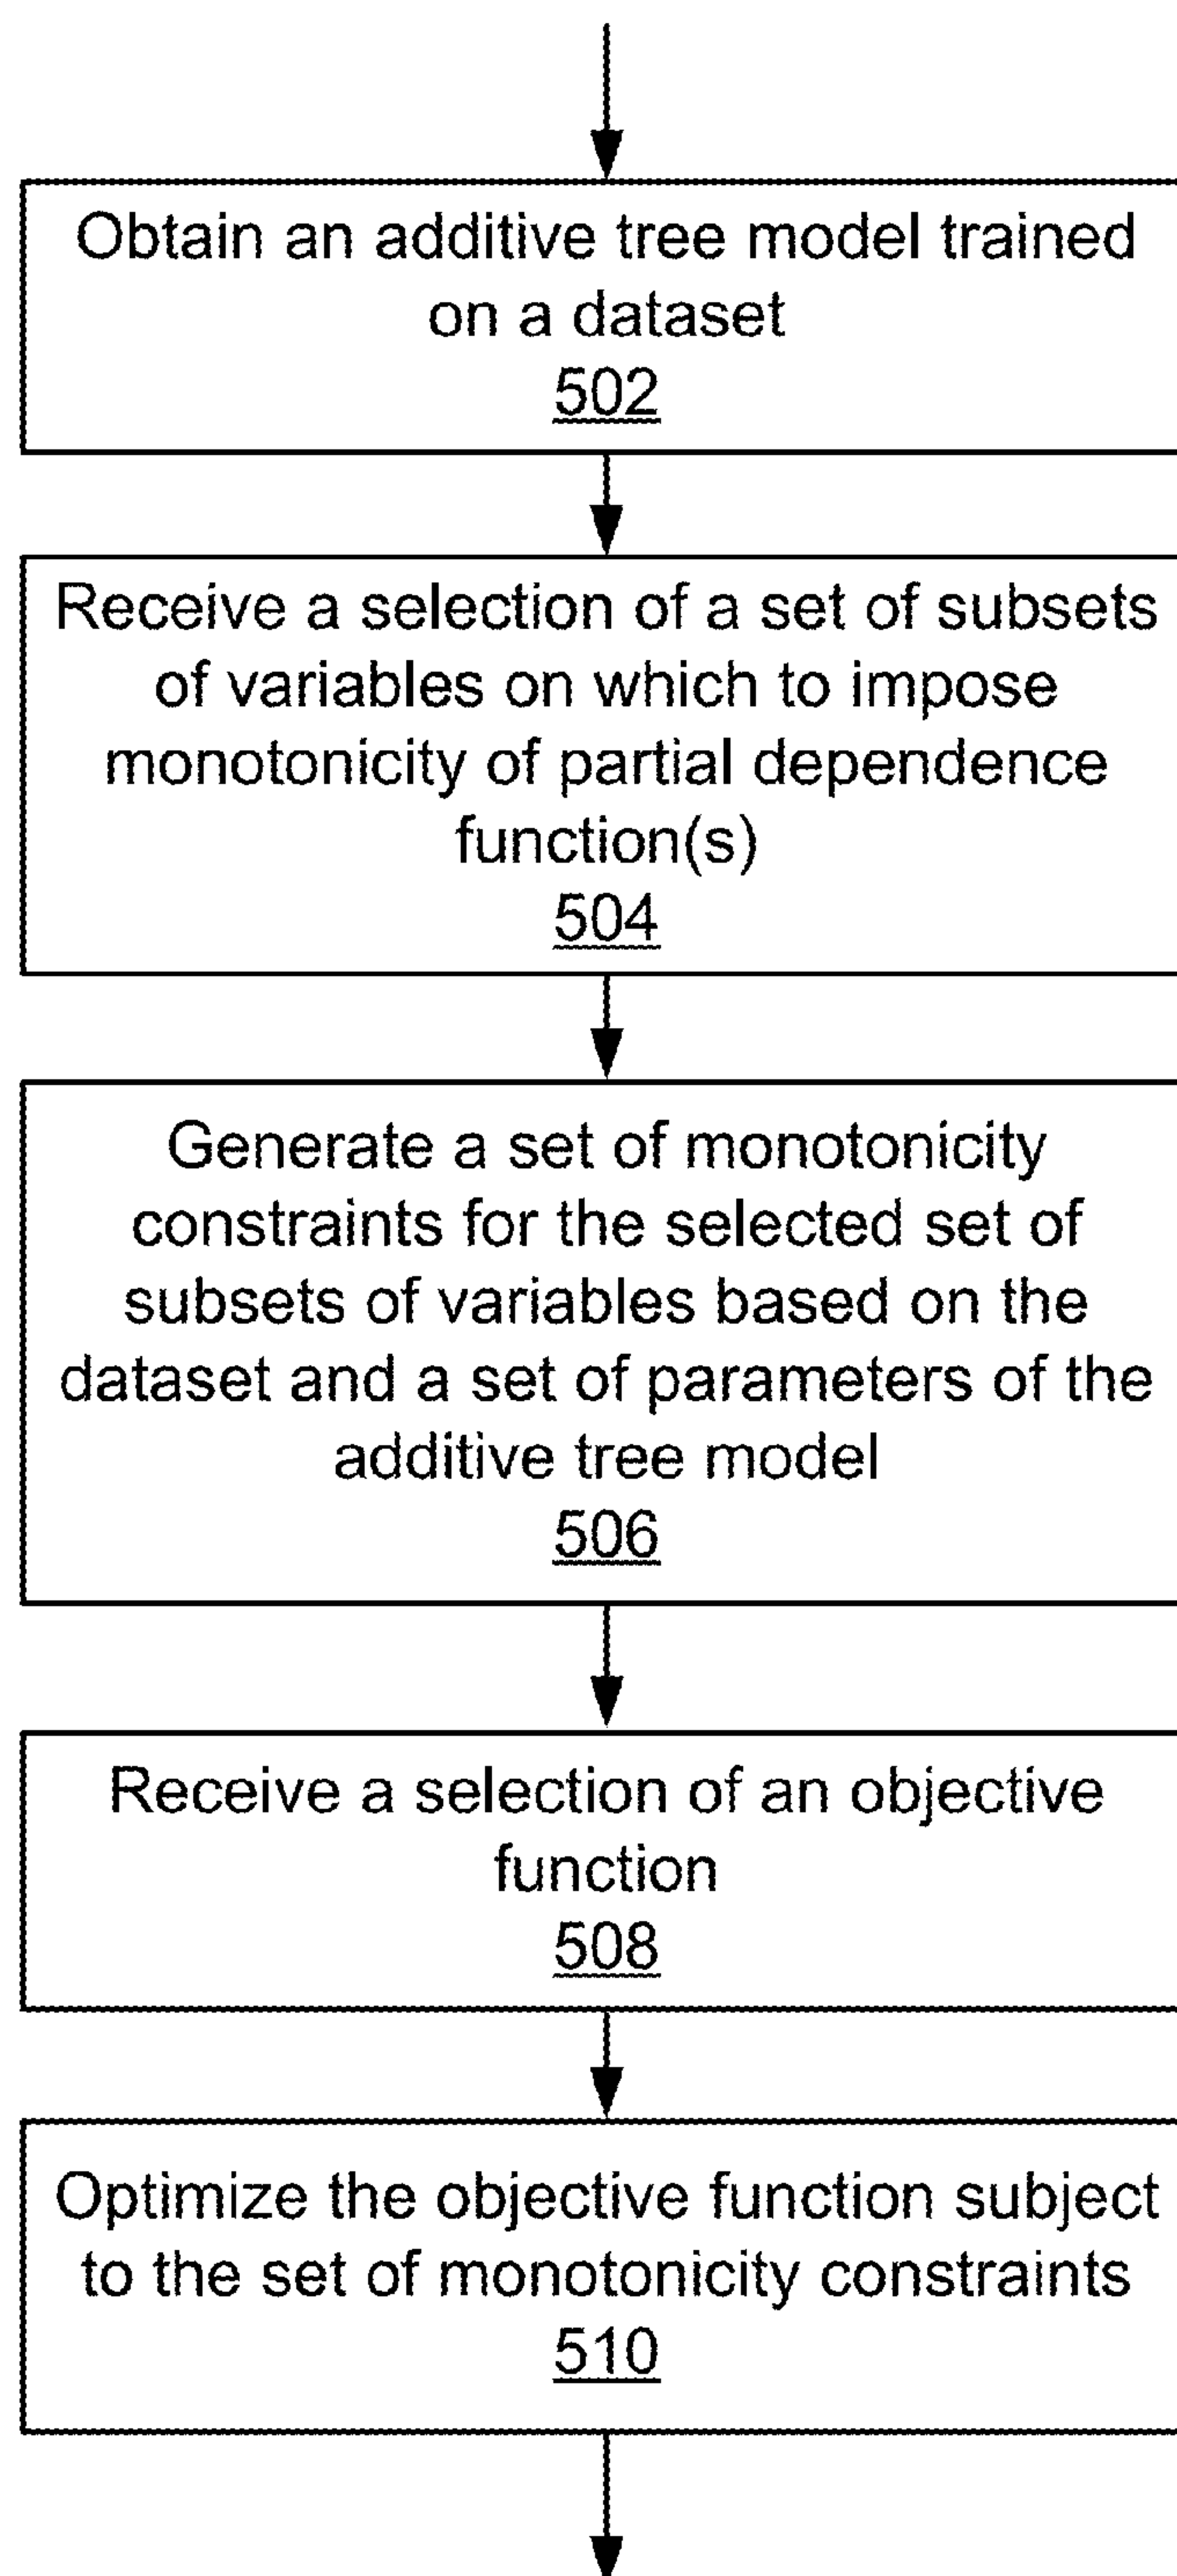 Obtain an additive tree model trained
on a dataset
502
Receive a selection of a set of subsets
of variables on which to impose
monotonicity of partial dependence
function(s)
504
Generate a set of monotonicity
constraints for the selected set of
subsets of variables based on the
dataset and a set of parameters of the
additive tree model
506
Receive a selection of an objective
function
508
Optimize the objective function subject
to the set of monotonicity constraints
510